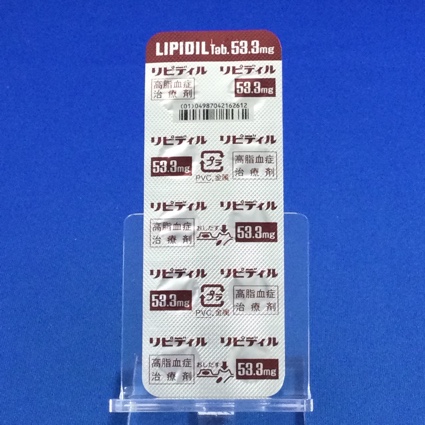 LIPIDIL Tab. 53.3mg
リピディル リピディル
高脂血症
治療剤 53.3mg
(01)04987042162612
リピディル リピディル
53.3mg プラ 高脂血症
治療剤
PVC, 金属
リピディル リピディル
高脂血症
治療剤 おしだす 53.3mg
リピディル リピディル
53.3mg プラ 高脂血症
治療剤
PVC, 金属
リピディル リピディル
高脂血症
治療剤 おしだす 53.3mg